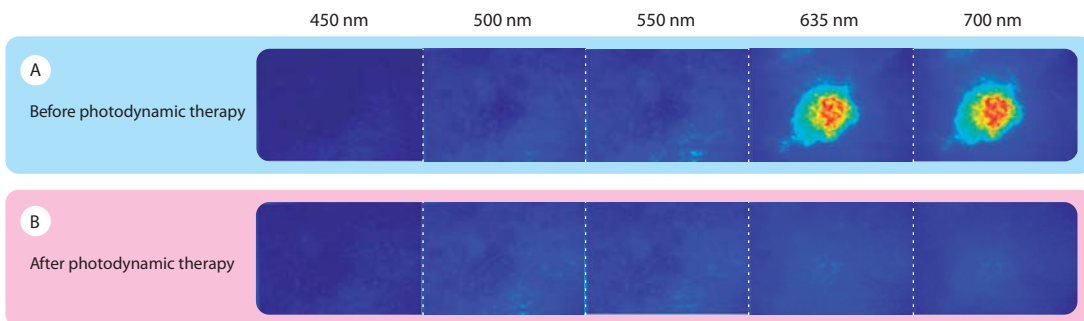 450 nm 500 nm 550 nm 635 nm 700 nm
A
Before photodynamic therapy
B
After photodynamic therapy